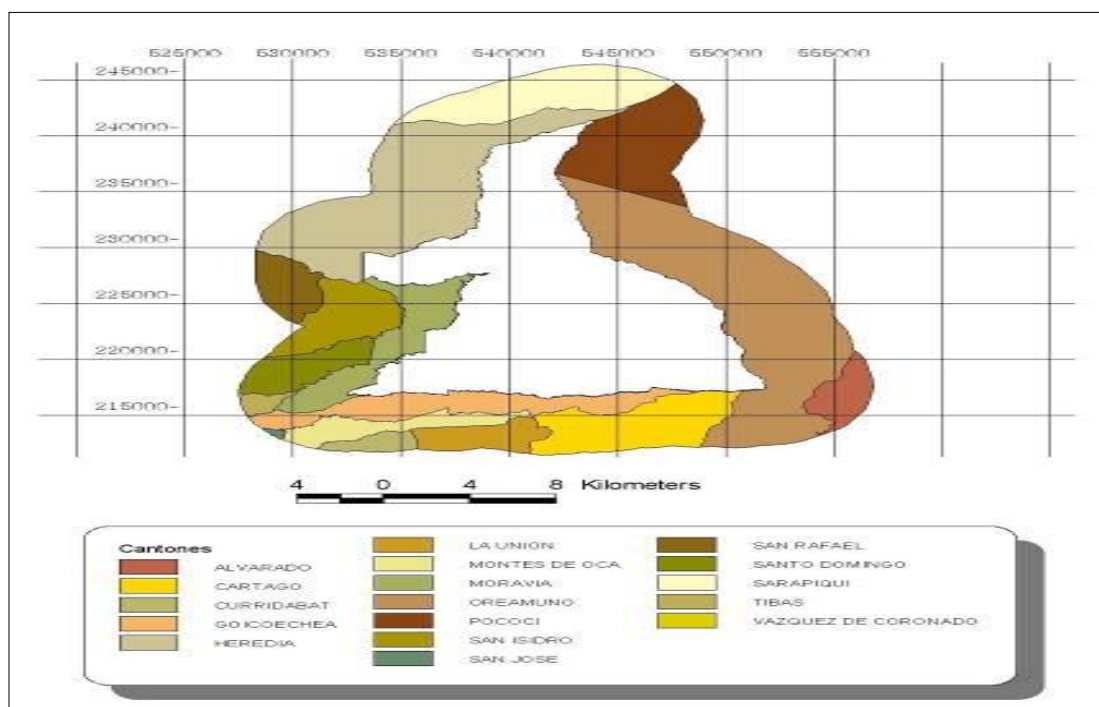 525000 530000 535000 540000 545000 550000 555000
245000-
240000-
235000-
230000-
225000-
220000-
215000-
4 0 4 8 Kilometers
Cantones
ALVARADO
CARTAGO
CURRIDABAT
GOICOECHEA
HEREDIA
LA UNION
MONTES DE OCA
MORAVIA
OREAMUNO
POCOCI
SAN ISIDRO
SAN JOSE
SAN RAFAEL
SANTO DOMINGO
SARAPIQUI
TIBAS
VAZQUEZ DE CORONADO